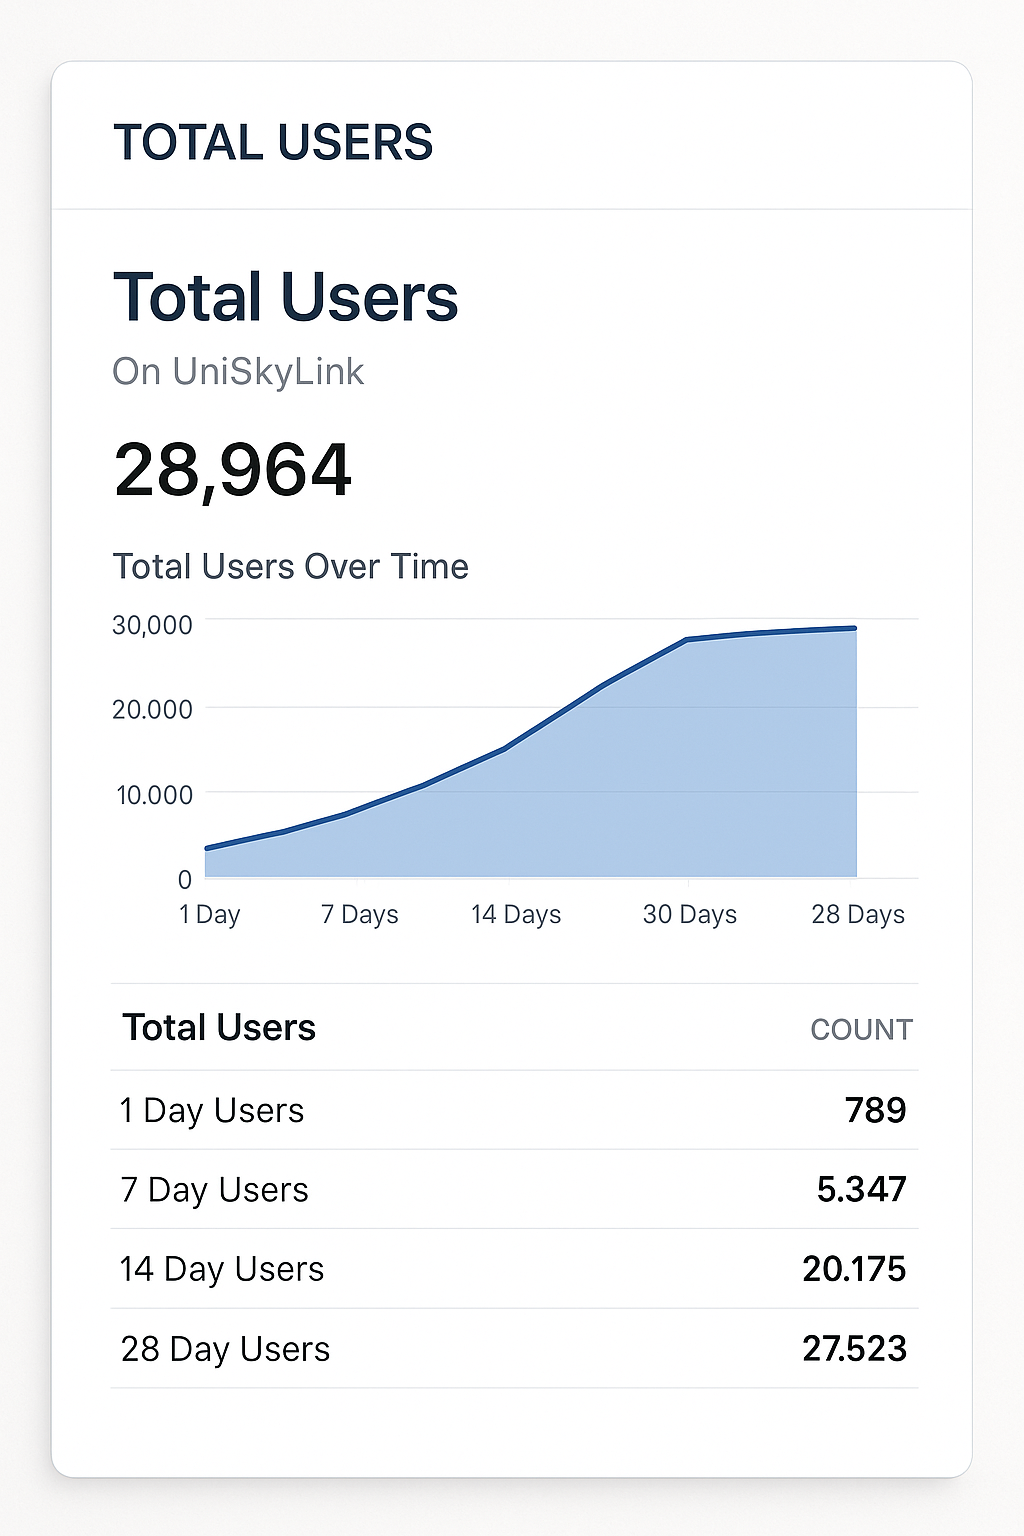 TOTAL USERS
Total Users
On UniSkyLink
28,964
Total Users Over Time
30,000
20.000
10.000
0
1 Day 7 Days 14 Days 30 Days 28 Days
Total Users COUNT
1 Day Users 789
7 Day Users 5.347
14 Day Users 20.175
28 Day Users 27.523